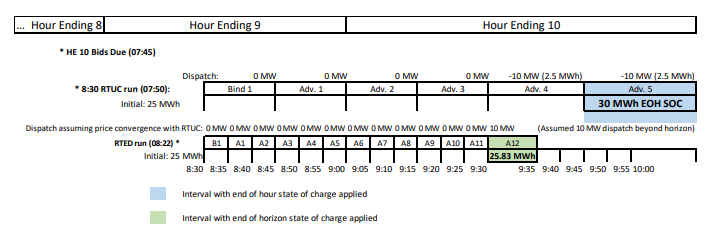 ... Hour Ending 8 Hour Ending 9 Hour Ending 10
* HE 10 Bids Due (07:45)
Dispatch: 0 MW 0 MW 0 MW 0 MW -10 MW (2.5 MWh) -10 MW (2.5 MWh)
* 8:30 RTUC run (07:50): Bind 1 Adv. 1 Adv. 2 Adv. 3 Adv. 4 Adv. 5
Initial: 25 MWh 30 MWh EOH SOC
Dispatch assuming price convergence with RTUC: 0 MW 0 MW 0 MW 0 MW 0 MW 0 MW 0 MW 0 MW 0 MW 0 MW 0 MW 0 MW 10 MW (Assumed 10 MW dispatch beyond horizon)
RTED run (08:22) * B1 A1 A2 A3 A4 A5 A6 A7 A8 A9 A10 A11 A12
Initial: 25 MWh 25.83 MWh
8:30 8:35 8:40 8:45 8:50 8:55 9:00 9:05 9:10 9:15 9:20 9:25 9:30 9:35 9:40 9:45 9:50 9:55 10:00
Interval with end of hour state of charge applied
Interval with end of horizon state of charge applied